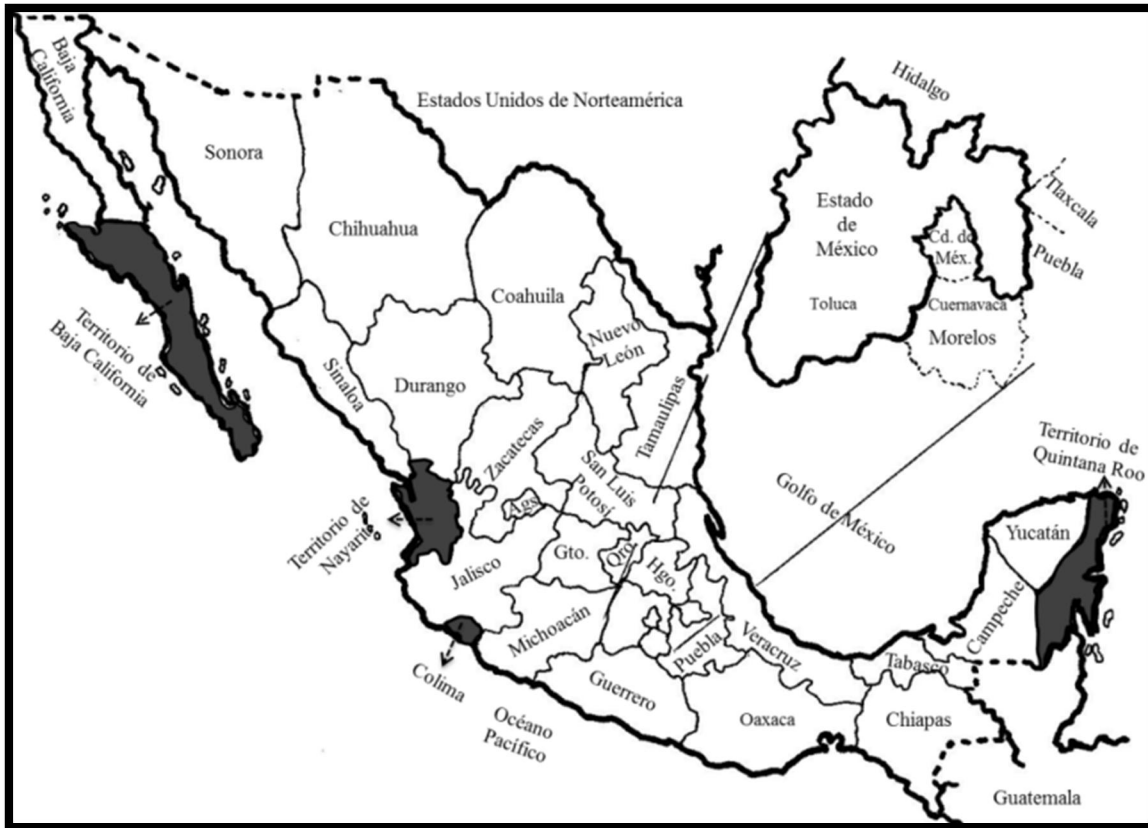 Baja
California
Estados Unidos de Norteamérica
Hidalgo
Sonora
Chihuahua
Estado
de
México
Tlaxcala
Cd. de
Méx.
Puebla
Coahuila
Toluca
Cuernavaca
Morelos
Nuevo
León
Territorio de
Baja California
Sinaloa
Durango
Tamaulipas
Zacatecas
San Luis
Potosí
Territorio de
Quintana Roo
Golfo de México
Ags.
Territorio de
Nayarit
Yucatán
Jalisco
Gto.
Qro.
Hgo.
Campeche
Michoacán
Puebla
Veracruz
Tabasco
Colima
Guerrero
Océano
Pacífico
Oaxaca
Chiapas
Guatemala